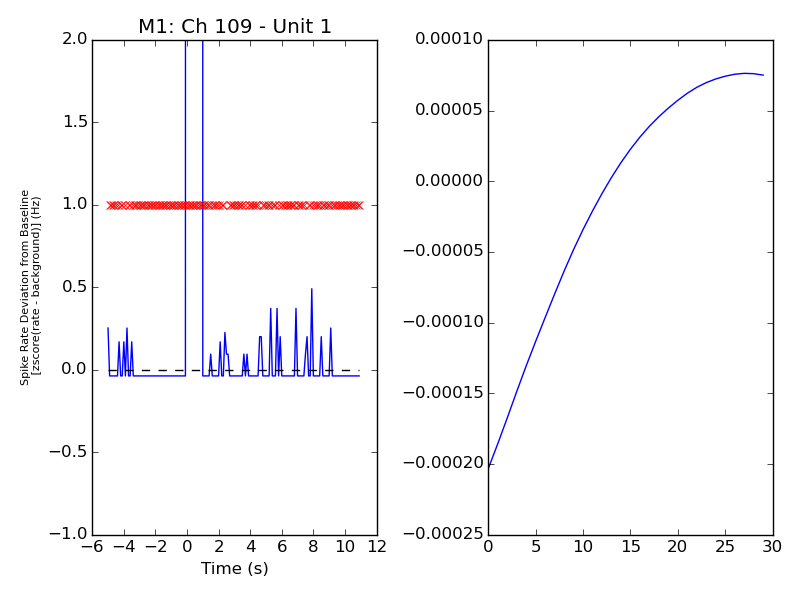 M1: Ch 109 - Unit 1
2.0
1.5
1.0
0.5
0.0
−0.5
−1.0
Spike Rate Deviation from Baseline
[zscore(rate - background)] (Hz)
−6 −4 −2 0 2 4 6 8 10 12
Time (s)
0.00010
0.00005
0.00000
−0.00005
−0.00010
−0.00015
−0.00020
−0.00025
0 5 10 15 20 25 30